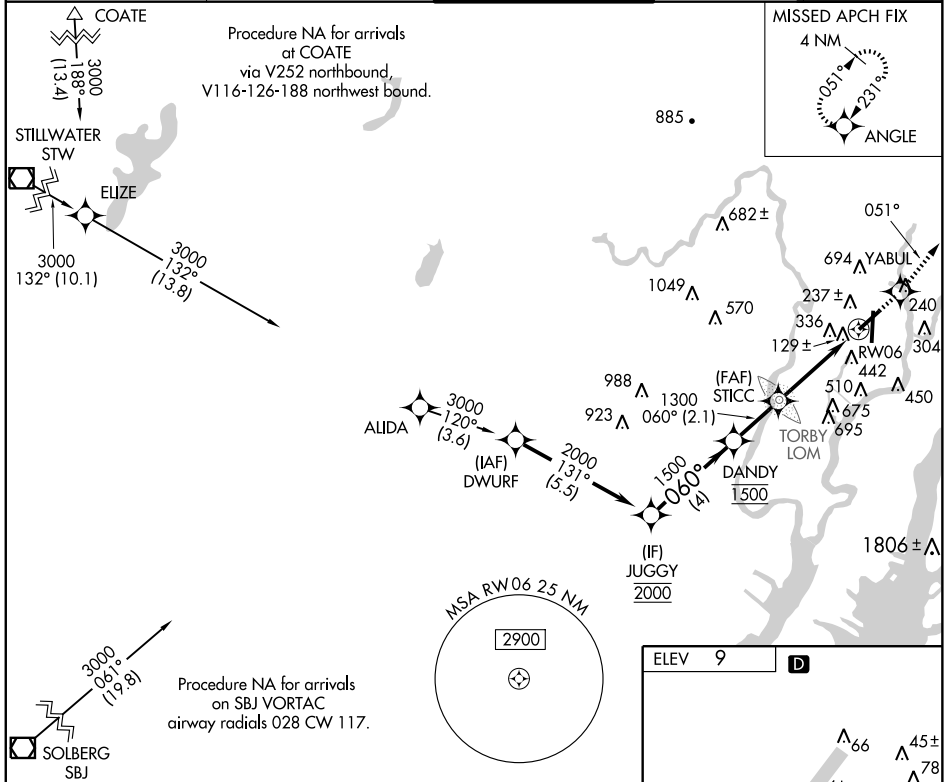 COATE
3000
188°
(13.4)
Procedure NA for arrivals
at COATE
via V252 northbound,
V116-126-188 northwest bound.
MISSED APCH FIX
4 NM
051°
231°
ANGLE
885
STILLWATER
STW
ELIZE
3000
132° (10.1)
3000
132°
(13.8)
682±
051°
694
YABUL
1049
570
237±
336
129±
240
304
RW06
442
988
923
(FAF)
STICC
1300
060° (2.1)
510
450
675
695
TORBY
LOM
ALIDA
3000
120°
(3.6)
(IAF)
DWURF
2000
131°
(5.5)
1500
060°
(4)
DANDY
1500
(IF)
JUGGY
2000
1806±
MSA RW06 25 NM
2900
3000
061°
(19.8)
SOLBERG
SBJ
Procedure NA for arrivals
on SBJ VORTAC
airway radials 028 CW 117.
ELEV 9
D
66
45±
78